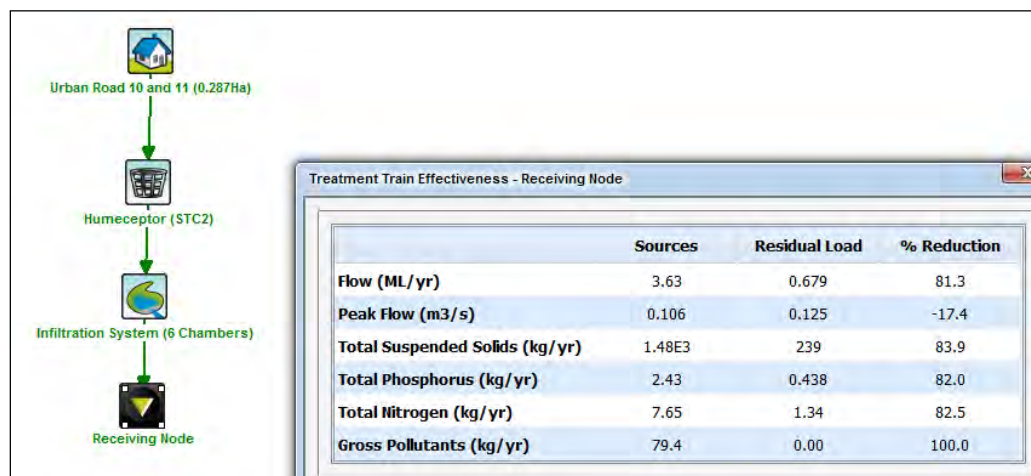 Urban Road 10 and 11 (0.287Ha)
Humeceptor (STC2)
Infiltration System (6 Chambers)
Receiving Node
Treatment Train Effectiveness - Receiving Node
Sources Residual Load % Reduction
Flow (ML/yr) 3.63 0.679 81.3
Peak Flow (m3/s) 0.106 0.125 -17.4
Total Suspended Solids (kg/yr) 1.48E3 239 83.9
Total Phosphorus (kg/yr) 2.43 0.438 82.0
Total Nitrogen (kg/yr) 7.65 1.34 82.5
Gross Pollutants (kg/yr) 79.4 0.00 100.0